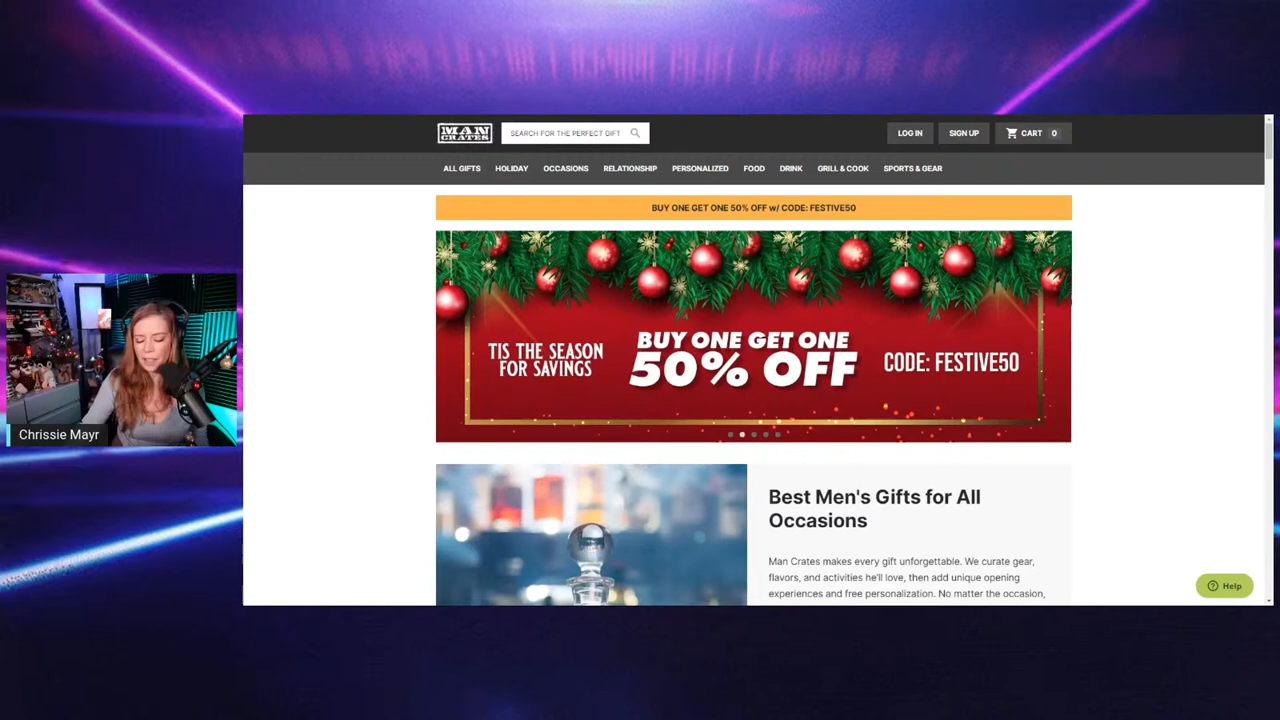 MAN
CRATES
SEARCH FOR THE PERFECT GIFT
LOG IN
SIGN UP
CART 0
ALL GIFTS HOLIDAY OCCASIONS RELATIONSHIP PERSONALIZED FOOD DRINK GRILL & COOK SPORTS & GEAR
BUY ONE GET ONE 50% OFF w/ CODE: FESTIVE50
TIS THE SEASON
FOR SAVINGS
BUY ONE GET ONE
50% OFF
CODE: FESTIVE50
Chrissie Mayr
Best Men's Gifts for All
Occasions
Man Crates makes every gift unforgettable. We curate gear,
flavors, and activities he'll love, then add unique opening
experiences and free personalization. No matter the occasion,
Help